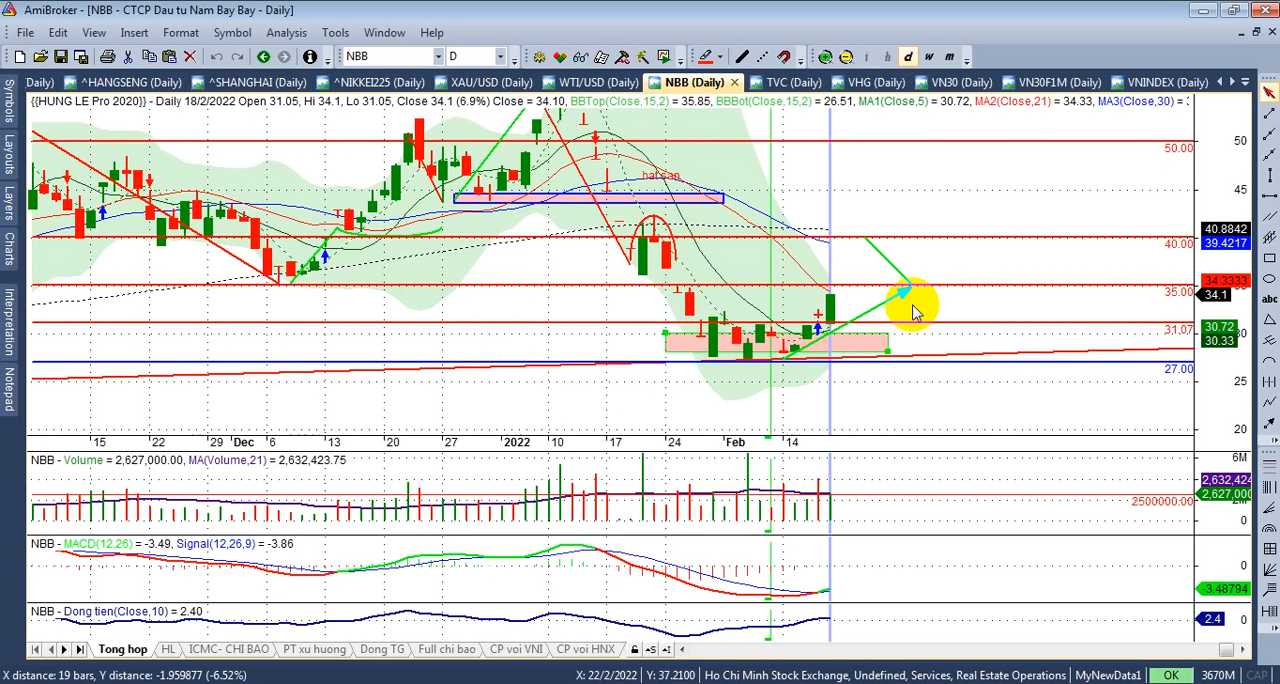 AmiBroker - [NBB - CTCP Dau tu Nam Bay Bay - Daily]
File Edit View Insert Format Symbol Analysis Tools Window Help
NBB D i h d w m
Daily) ^HANGSENG (Daily) ^SHANGHAI (Daily) ^NIKKEI225 (Daily) XAU/USD (Daily) WTI/USD (Daily) NBB (Daily) TVC (Daily) VHG (Daily) VN30 (Daily) VN30F1M (Daily) VNINDEX (Daily)
{{HUNG LE Pro 2020}} - Daily 18/2/2022 Open 31.05, Hi 34.1, Lo 31.05, Close 34.1 (6.9%) Close = 34.10, BBTop(Close,15,2) = 35.85, BBBot(Close,15,2) = 26.51, MA1(Close,5) = 30.72, MA2(Close,21) = 34.33, MA3(Close,30) =
Symbols
Layouts
Layers
Charts
Interpretation
Notepad
abc
50
50.00
45
40.8842
39.4217
40.00
34.3333
35.00
34.1
31.07
30.72
30.33
27.00
25
20
15 22 29 Dec 6 13 20 27 2022 10 17 24 Feb 14
NBB - Volume = 2,627,000.00, MA(Volume,21) = 2,632,423.75
6M
2,632,424
2,627,000
2500000.00
0
NBB - MACD(12,26) = -3.49, Signal(12,26,9) = -3.86
0
-3.48794
NBB - Dong tien(Close,10) = 2.40
2.4
0
Tong hop HL ICMC- CHI BAO PT xu huong Dong TG Full chi bao CP voi VNI CP voi HNX
X distance: 19 bars, Y distance: -1.959877 (-6.52%) X: 22/2/2022 Y: 37.2100 Ho Chi Minh Stock Exchange, Undefined, Services, Real Estate Operations MyNewData1 OK 3670M CAP